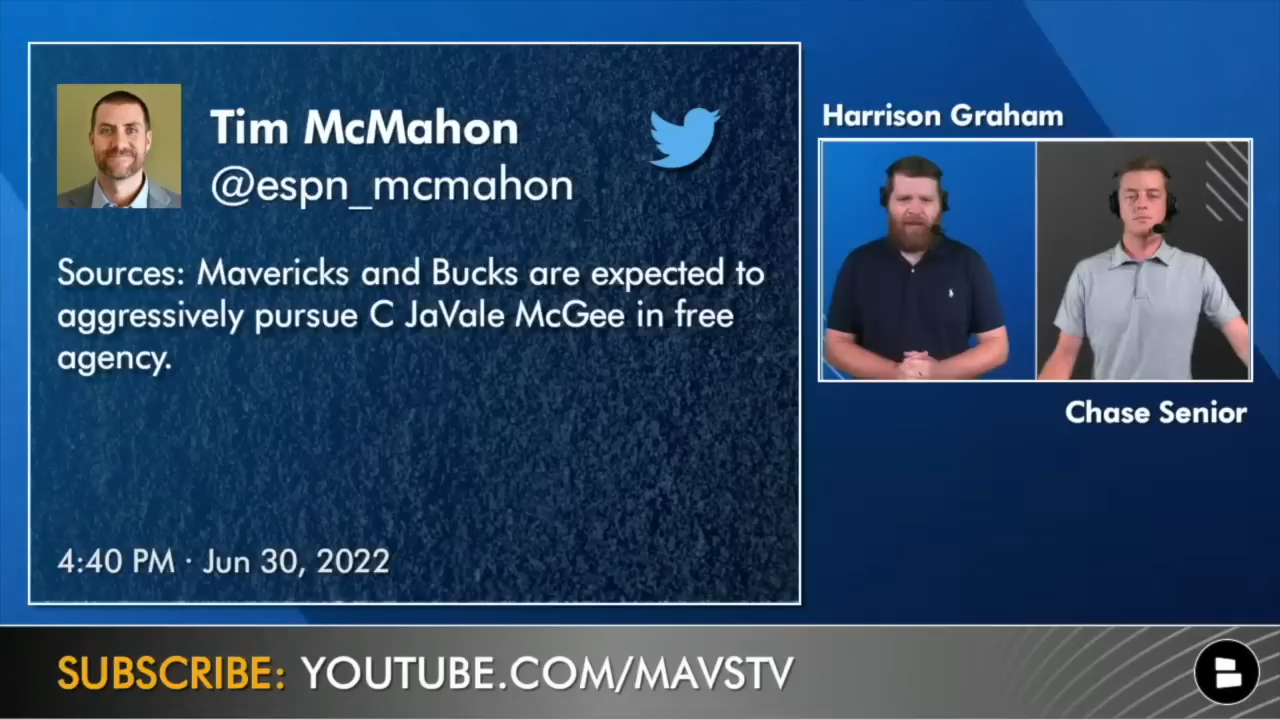 Tim McMahon
@espn_mcmahon
Sources: Mavericks and Bucks are expected to
aggressively pursue C JaVale McGee in free
agency.
4:40 PM · Jun 30, 2022
Harrison Graham
Chase Senior
SUBSCRIBE: YOUTUBE.COM/MAVSTV